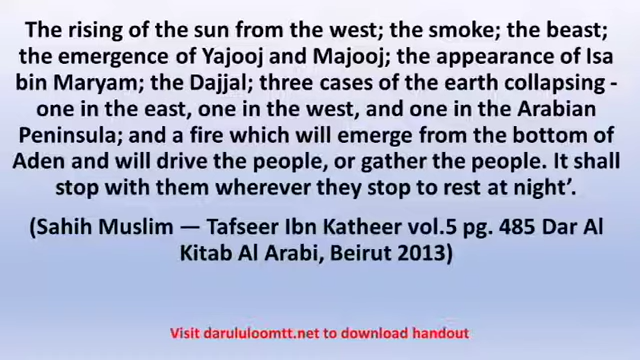 The rising of the sun from the west; the smoke; the beast;
the emergence of Yajooj and Majooj; the appearance of Isa
bin Maryam; the Dajjal; three cases of the earth collapsing -
one in the east, one in the west, and one in the Arabian
Peninsula; and a fire which will emerge from the bottom of
Aden and will drive the people, or gather the people. It shall
stop with them wherever they stop to rest at night’.
(Sahih Muslim — Tafseer Ibn Katheer vol.5 pg. 485 Dar Al
Kitab Al Arabi, Beirut 2013)
Visit darululoomtt.net to download handout